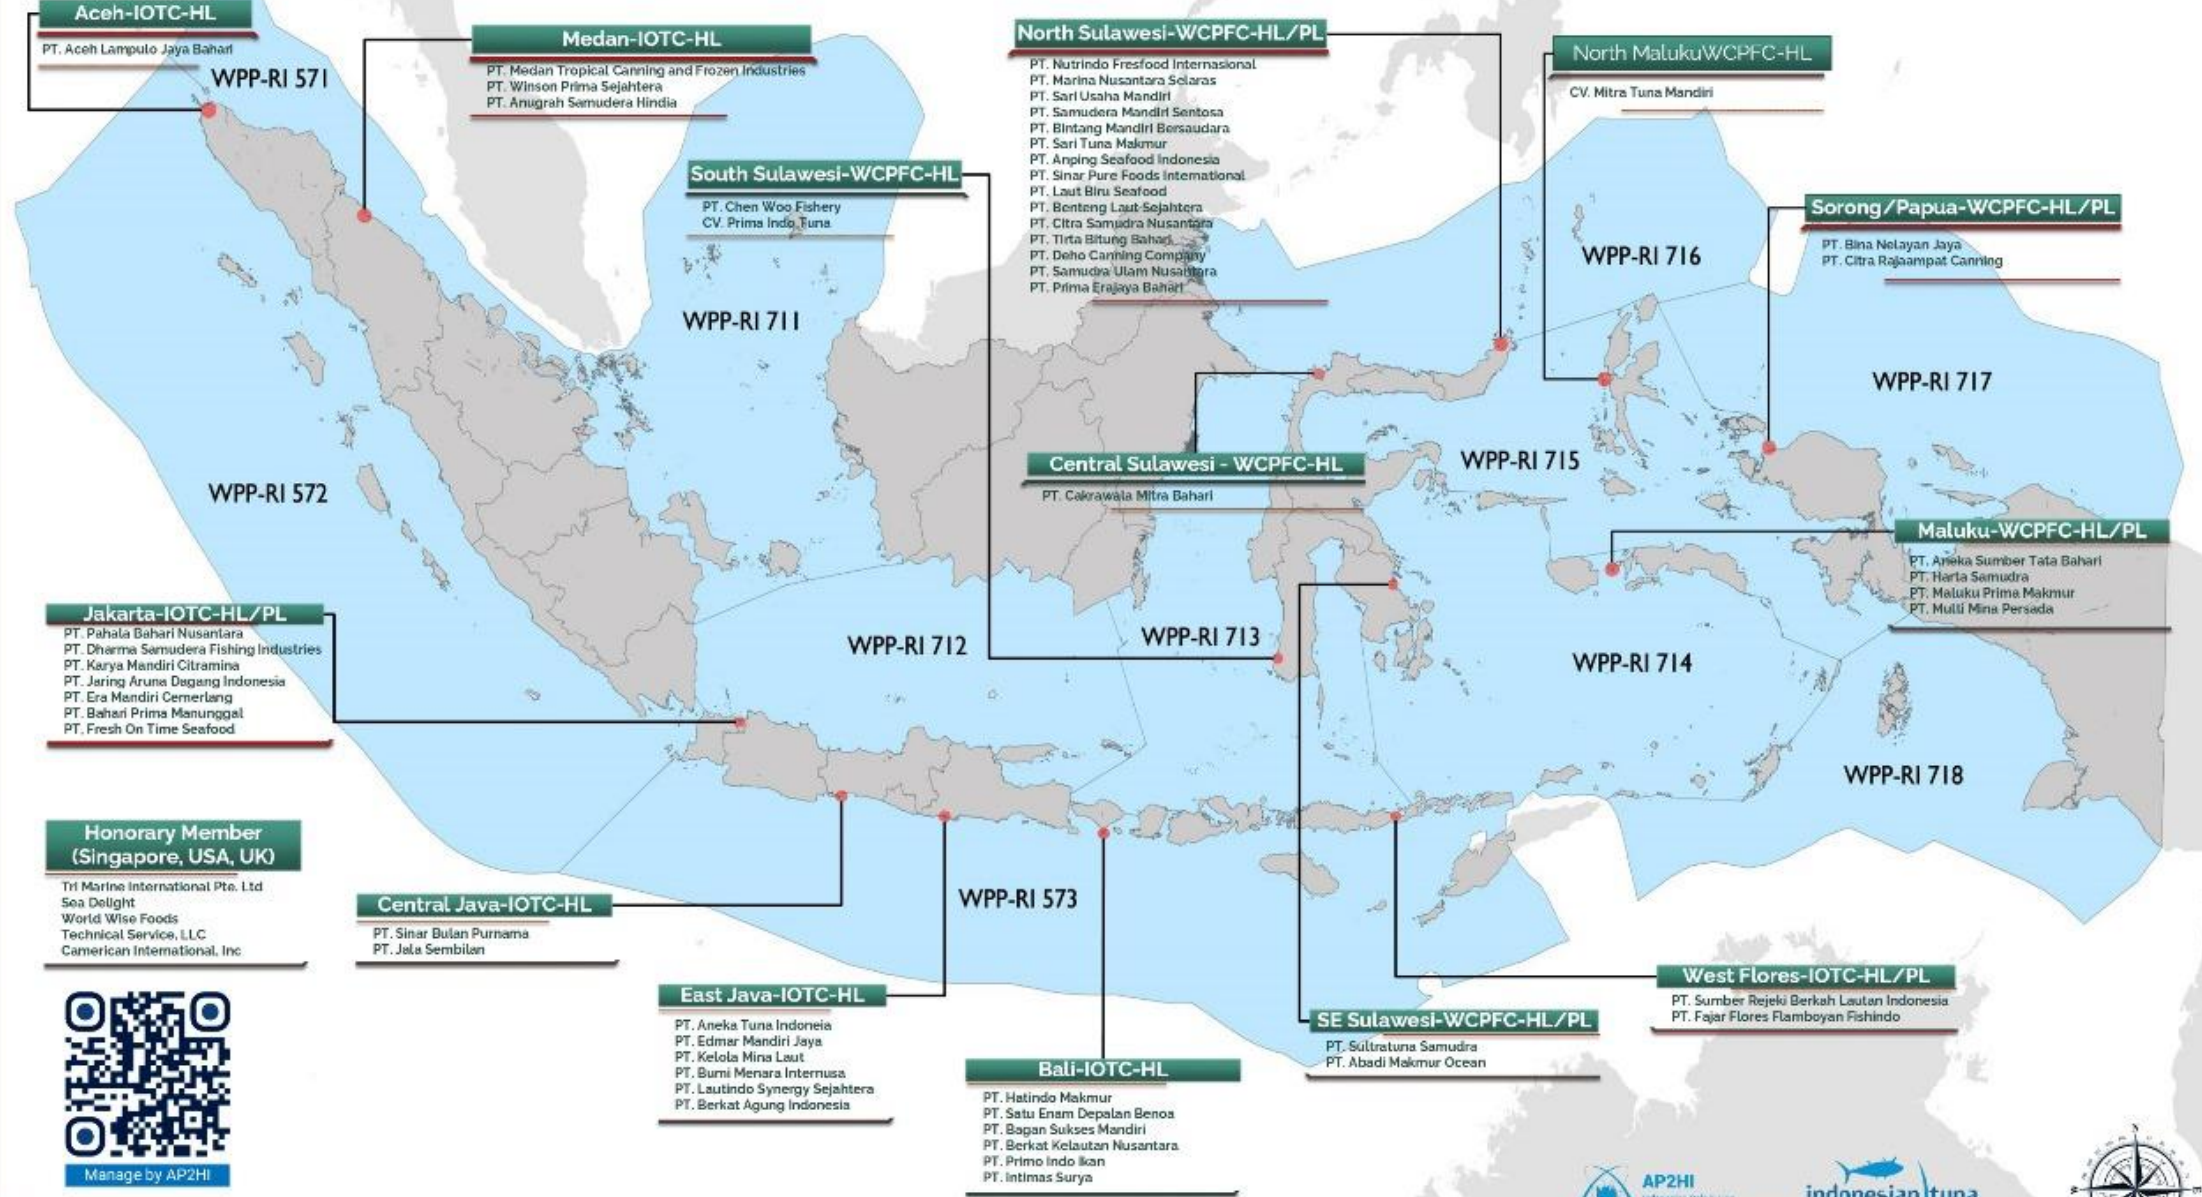 Aceh-IOTC-HL
PT. Aceh Lampulo Jaya Bahari
WPP-RI 571
Medan-IOTC-HL
PT. Medan Tropical Canning and Frozen Industries
PT. Winson Prima Sejahtera
PT. Anugrah Samudera Hindia
South Sulawesi-WCPFC-HL
PT. Chen Woo Fishery
CV. Prima Indo Tuna
North Sulawesi-WCPFC-HL/PL
PT. Nutrindo Fresfood Internasional
PT. Marina Nusantara Selaras
PT. Sari Usaha Mandiri
PT. Samudera Mandiri Sentosa
PT. Bintang Mandiri Bersaudara
PT. Sari Tuna Makmur
PT. Anping Seafood Indonesia
PT. Sinar Pure Foods International
PT. Laut Biru Seafood
PT. Benteng Laut Sejahtera
PT. Citra Samudra Nusantara
PT. Tirta Bitung Bahari
PT. Deho Canning Company
PT. Samudra Ulam Nusantara
PT. Prima Erajaya Bahari
North MalukuWCPFC-HL
CV. Mitra Tuna Mandiri
Sorong/Papua-WCPFC-HL/PL
PT. Bina Nelayan Jaya
PT. Citra Rajaampat Canning
WPP-RI 716
WPP-RI 711
WPP-RI 717
Central Sulawesi - WCPFC-HL
PT. Cakrawala Mitra Bahari
WPP-RI 715
WPP-RI 572
Maluku-WCPFC-HL/PL
PT. Aneka Sumber Tata Bahari
PT. Harta Samudra
PT. Maluku Prima Makmur
PT. Multi Mina Persada
Jakarta-IOTC-HL/PL
PT. Pahala Bahari Nusantara
PT. Dharma Samudera Fishing Industries
PT. Karya Mandiri Citramina
PT. Jaring Aruna Dagang Indonesia
PT. Era Mandiri Cemerlang
PT. Bahari Prima Manunggal
PT. Fresh On Time Seafood
WPP-RI 712
WPP-RI 713
WPP-RI 714
WPP-RI 718
Honorary Member
(Singapore, USA, UK)
Tri Marine International Pte. Ltd
Sea Delight
World Wise Foods
Technical Service, LLC
Camerican International, Inc
Central Java-IOTC-HL
PT. Sinar Bulan Purnama
PT. Jala Sembilan
WPP-RI 573
East Java-IOTC-HL
PT. Aneka Tuna Indoneia
PT. Edmar Mandiri Jaya
PT. Kelola Mina Laut
PT. Bumi Menara Internusa
PT. Lautindo Synergy Sejahtera
PT. Berkat Agung Indonesia
Bali-IOTC-HL
PT. Hatindo Makmur
PT. Satu Enam Depalan Benoa
PT. Bagan Sukses Mandiri
PT. Berkat Kelautan Nusantara
PT. Primo Indo Ikan
PT. Intimas Surya
SE Sulawesi-WCPFC-HL/PL
PT. Sultratuna Samudra
PT. Abadi Makmur Ocean
West Flores-IOTC-HL/PL
PT. Sumber Rejeki Berkah Lautan Indonesia
PT. Fajar Flores Flamboyan Fishindo
Manage by AP2HI
AP2HI
indonesian tuna
N